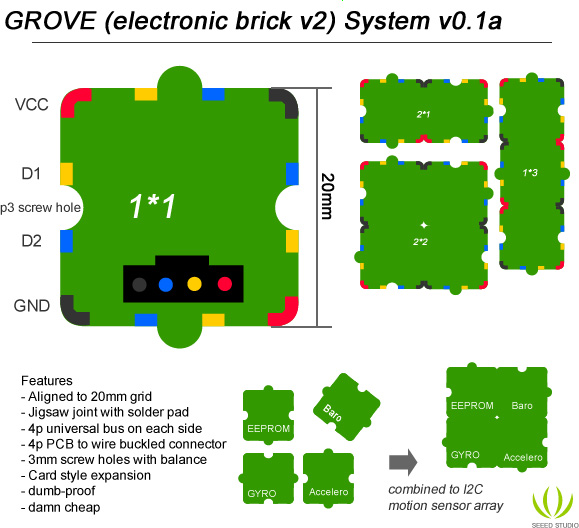 GROVE (electronic brick v2) System v0.1a
VCC
D1
p3 screw hole
D2
GND
1*1
20mm
2*1
1*3
2*2
Features
- Aligned to 20mm grid
- Jigsaw joint with solder pad
- 4p universal bus on each side
- 4p PCB to wire buckled connector
- 3mm screw holes with balance
- Card style expansion
- dumb-proof
- damn cheap
EEPROM
Baro
GYRO
Accelero
EEPROM
Baro
GYRO
Accelero
combined to I2C
motion sensor array
SEEED STUDIO